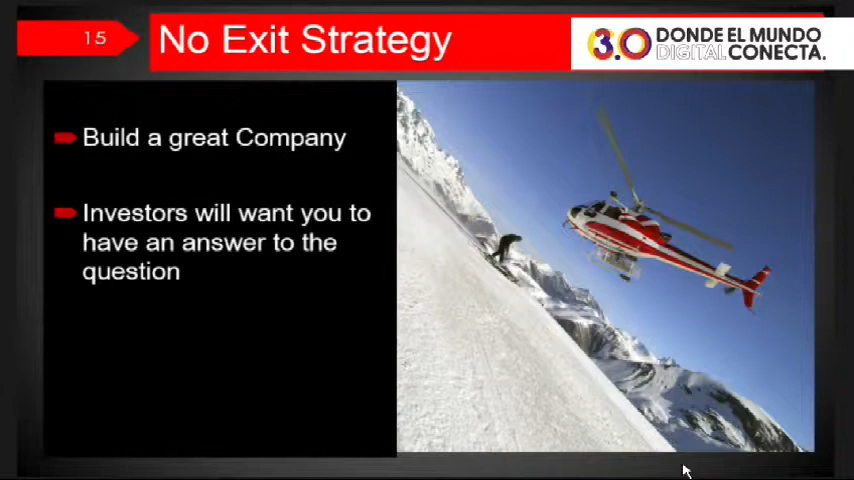 15
No Exit Strategy
3.0 DONDE EL MUNDO
DIGITAL CONECTA.
Build a great Company
Investors will want you to
have an answer to the
question